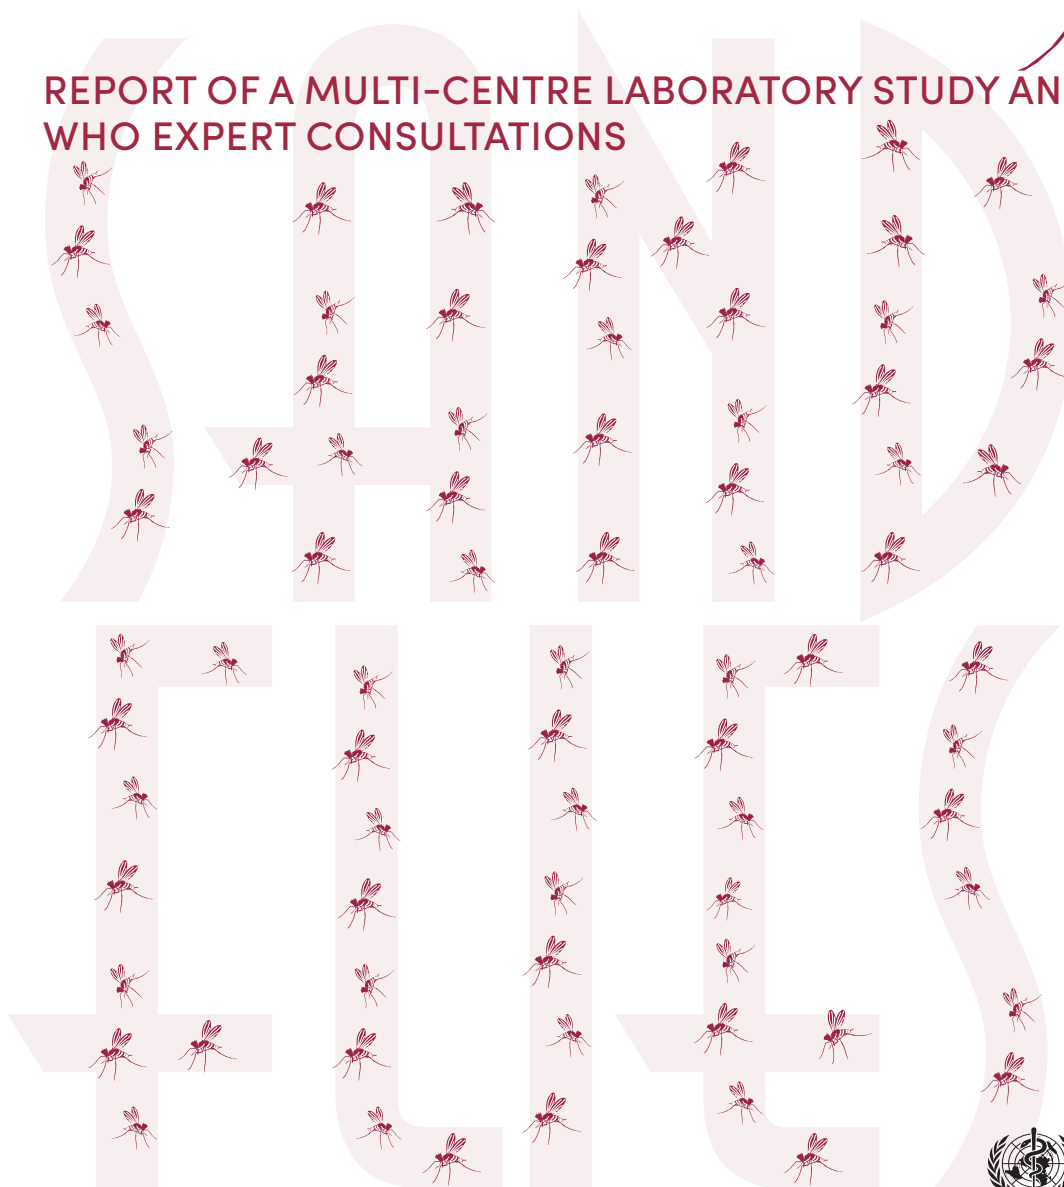 REPORT OF A MULTI-CENTRE LABORATORY STUDY AN
WHO EXPERT CONSULTATIONS
SAND
FLIES